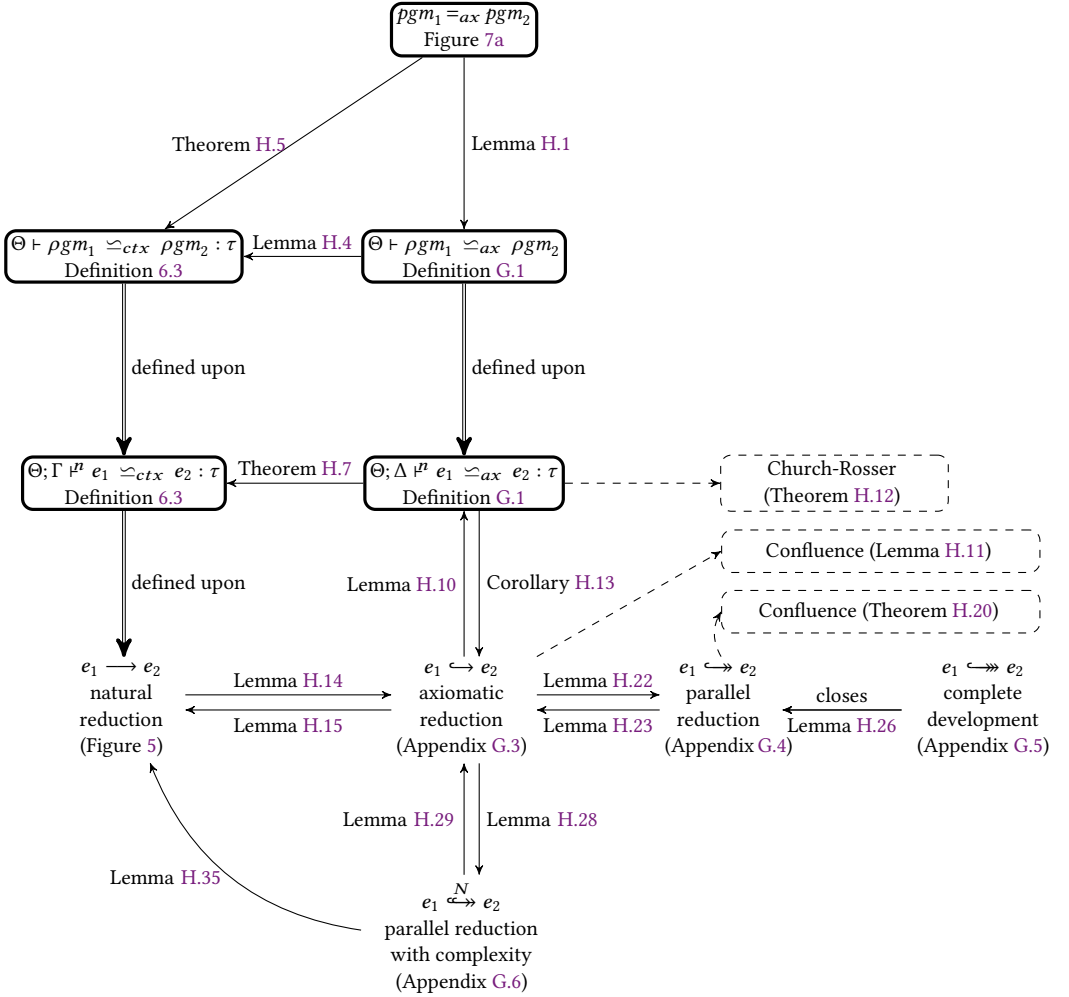 pgm₁ =ax pgm₂
Figure 7a
Theorem H.5
Lemma H.1
Θ ⊢ ρgm₁ ≌ctx ρgm₂ : τ
Definition 6.3
Lemma H.4
Θ ⊢ ρgm₁ ≌ax ρgm₂
Definition G.1
defined upon
defined upon
Θ; Γ ⊢ⁿ e₁ ≌ctx e₂ : τ
Definition 6.3
Theorem H.7
Θ; Δ ⊢ⁿ e₁ ≌ax e₂ : τ
Definition G.1
Church-Rosser
(Theorem H.12)
Confluence (Lemma H.11)
Confluence (Theorem H.20)
defined upon
Lemma H.10
Corollary H.13
e₁ ⟶ e₂
natural
reduction
(Figure 5)
Lemma H.14
Lemma H.15
e₁ ↪ e₂
axiomatic
reduction
(Appendix G.3)
Lemma H.22
Lemma H.23
e₁ ↪↠ e₂
parallel
reduction
(Appendix G.4)
closes
Lemma H.26
e₁ ↪↠↠ e₂
complete
development
(Appendix G.5)
Lemma H.29
Lemma H.28
Lemma H.35
N
e₁ ↪↠ e₂
parallel reduction
with complexity
(Appendix G.6)